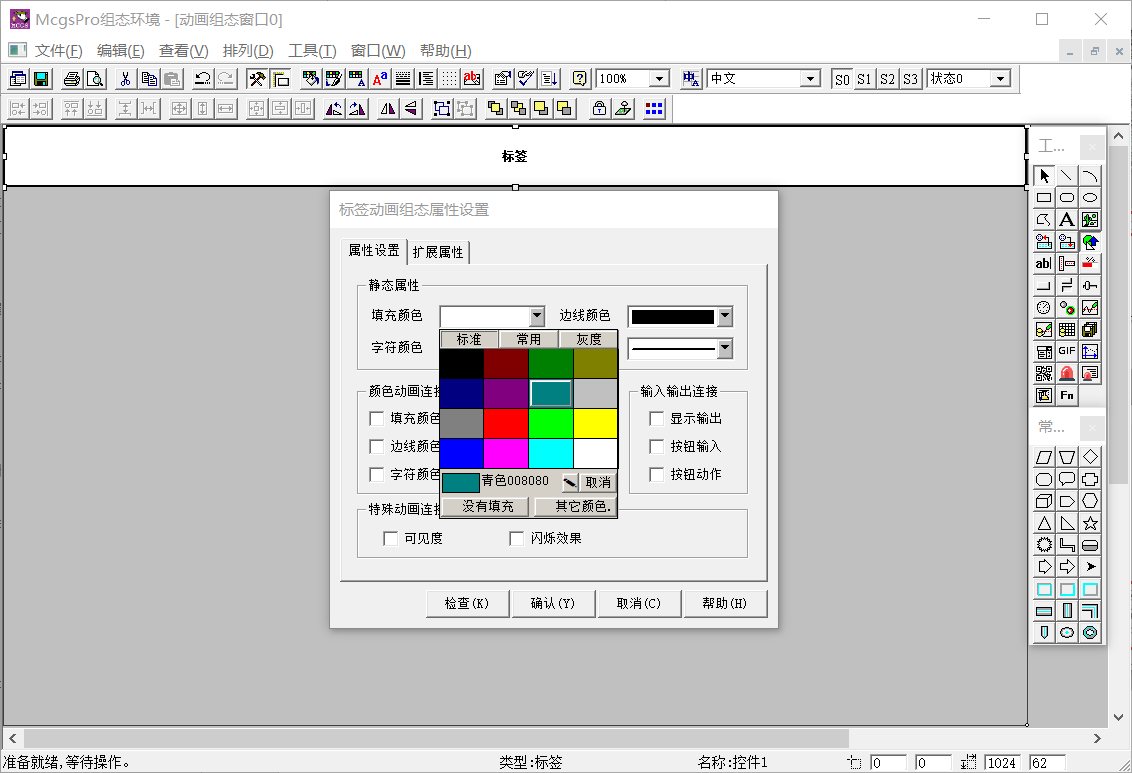 McgsPro组态环境 - [动画组态窗口0]
文件(F) 编辑(E) 查看(V) 排列(D) 工具(T) 窗口(W) 帮助(H)
100% 中文 S0 S1 S2 S3 状态0
标签
工...
标签动画组态属性设置
属性设置 扩展属性
静态属性
填充颜色 边线颜色
字符颜色
标准 常用 灰度
颜色动画连接 输入输出连接
填充颜色 显示输出
边线颜色 按钮输入
字符颜色 按钮动作
青色008080 取消
没有填充 其它颜色.
特殊动画连接
可见度 闪烁效果
检查(K) 确认(Y) 取消(C) 帮助(H)
ab|
GIF
Fn
常...
准备就绪,等待操作。 类型:标签 名称:控件1 0 0 1024 62